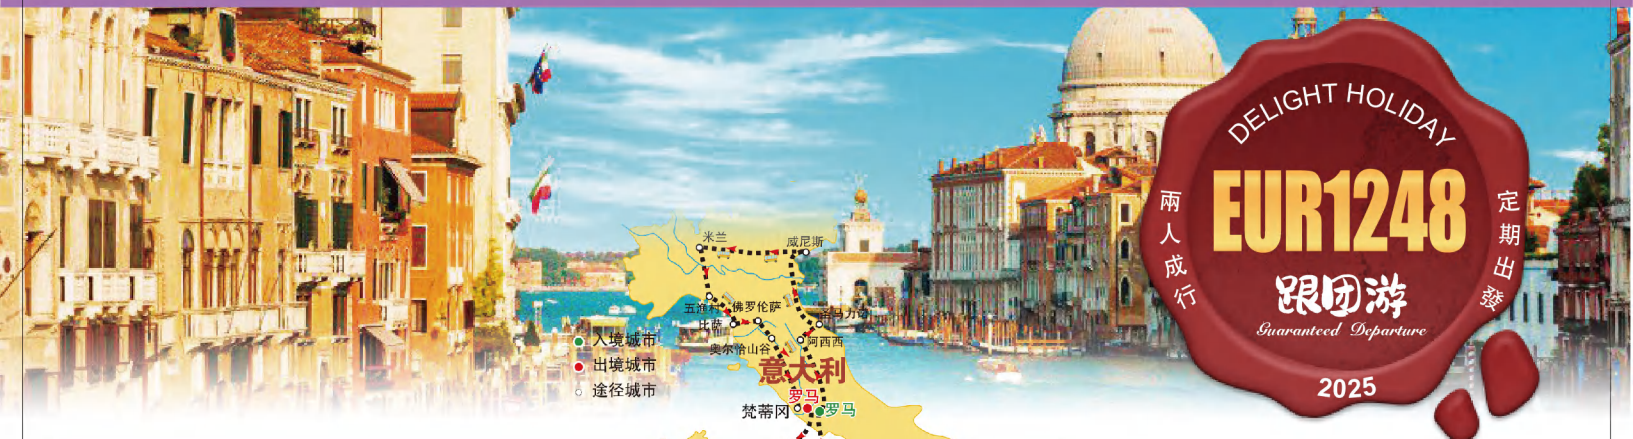 DELIGHT HOLIDAY
EUR1248
跟团游
Guaranteed Departure
2025
兩人成行
定期出發
米兰
威尼斯
五渔村
佛罗伦萨
比萨
圣马力诺
奥尔恰山谷
阿西西
意大利
罗马
梵蒂冈
罗马
入境城市
出境城市
途径城市